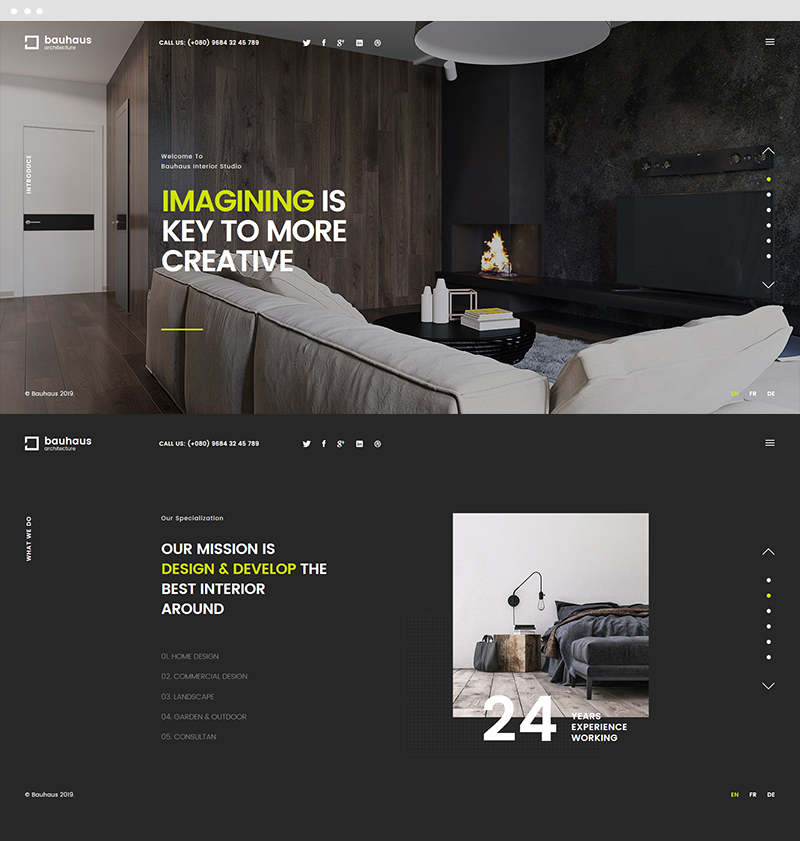 bauhaus
architecture
CALL US: (+080) 9684 32 45 789
INTRODUCE
Welcome To
Bauhaus Interior Studio
IMAGINING IS
KEY TO MORE
CREATIVE
© Bauhaus 2019.
EN FR DE
bauhaus
architecture
CALL US: (+080) 9684 32 45 789
WHAT WE DO
Our Specialization
OUR MISSION IS
DESIGN & DEVELOP THE
BEST INTERIOR
AROUND
01. HOME DESIGN
02. COMMERCIAL DESIGN
03. LANDSCAPE
04. GARDEN & OUTDOOR
05. CONSULTAN
24
YEARS
EXPERIENCE
WORKING
© Bauhaus 2019.
EN FR DE